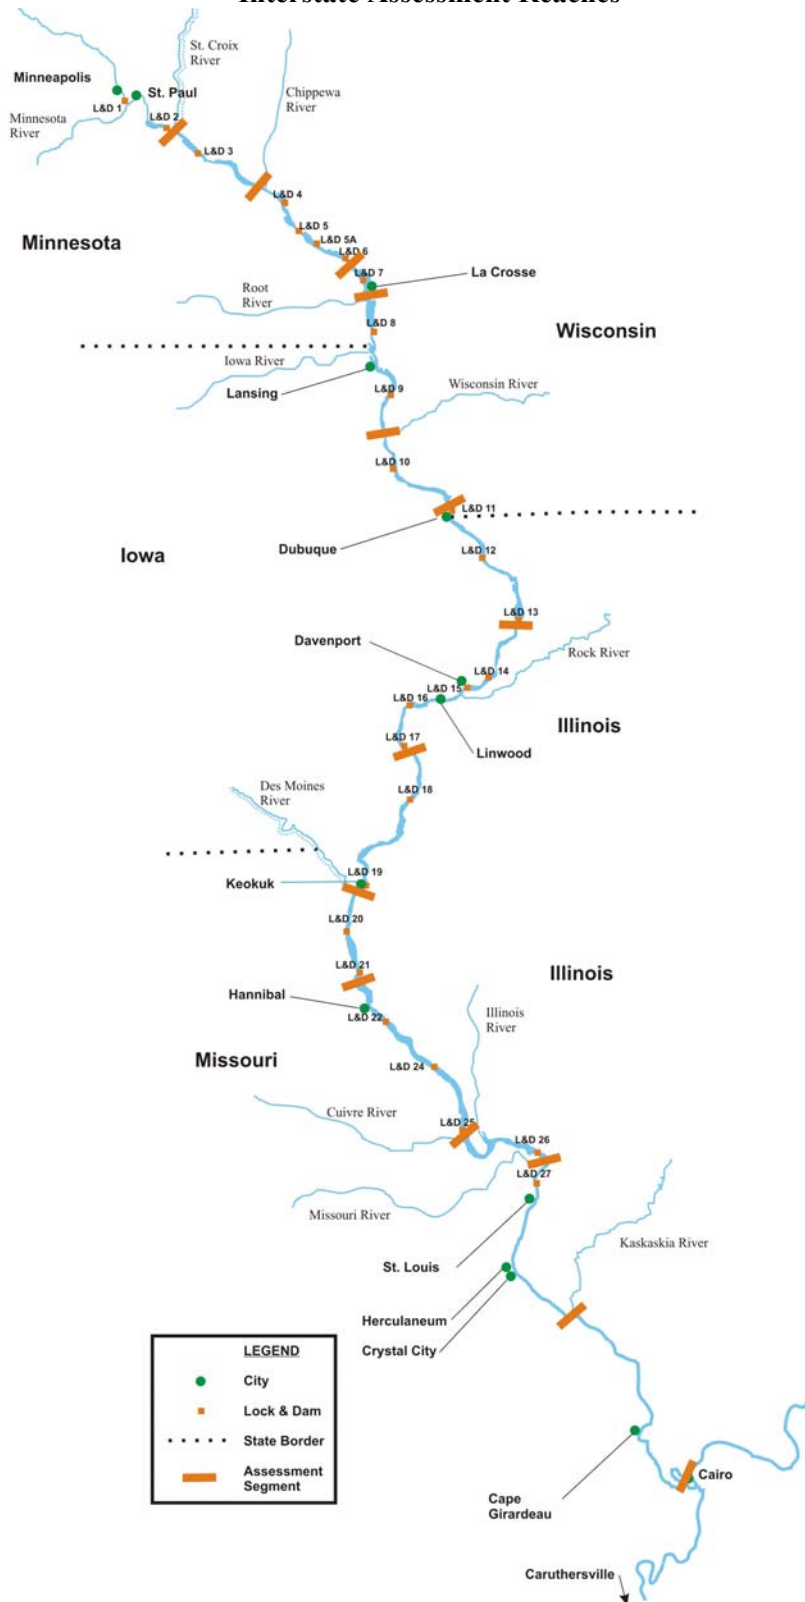 Interstate Assessment Reaches
St. Croix
River
Minneapolis
St. Paul
Chippewa
River
L&D 1
Minnesota
River
L&D 2
L&D 3
L&D 4
L&D 5
Minnesota
L&D 5A
L&D 6
L&D 7
La Crosse
Root
River
L&D 8
Wisconsin
Iowa River
Lansing
L&D 9
Wisconsin River
L&D 10
L&D 11
Dubuque
L&D 12
Iowa
L&D 13
Davenport
Rock River
L&D 14
L&D 15
L&D 16
Illinois
L&D 17
Linwood
Des Moines
River
L&D 18
L&D 19
Keokuk
L&D 20
L&D 21
Illinois
Hannibal
Illinois
River
L&D 22
Missouri
L&D 24
Cuivre River
L&D 25
L&D 26
L&D 27
Missouri River
Kaskaskia River
St. Louis
Herculaneum
Crystal City
LEGEND
City
Lock & Dam
State Border
Assessment
Segment
Cairo
Cape
Girardeau
Caruthersville